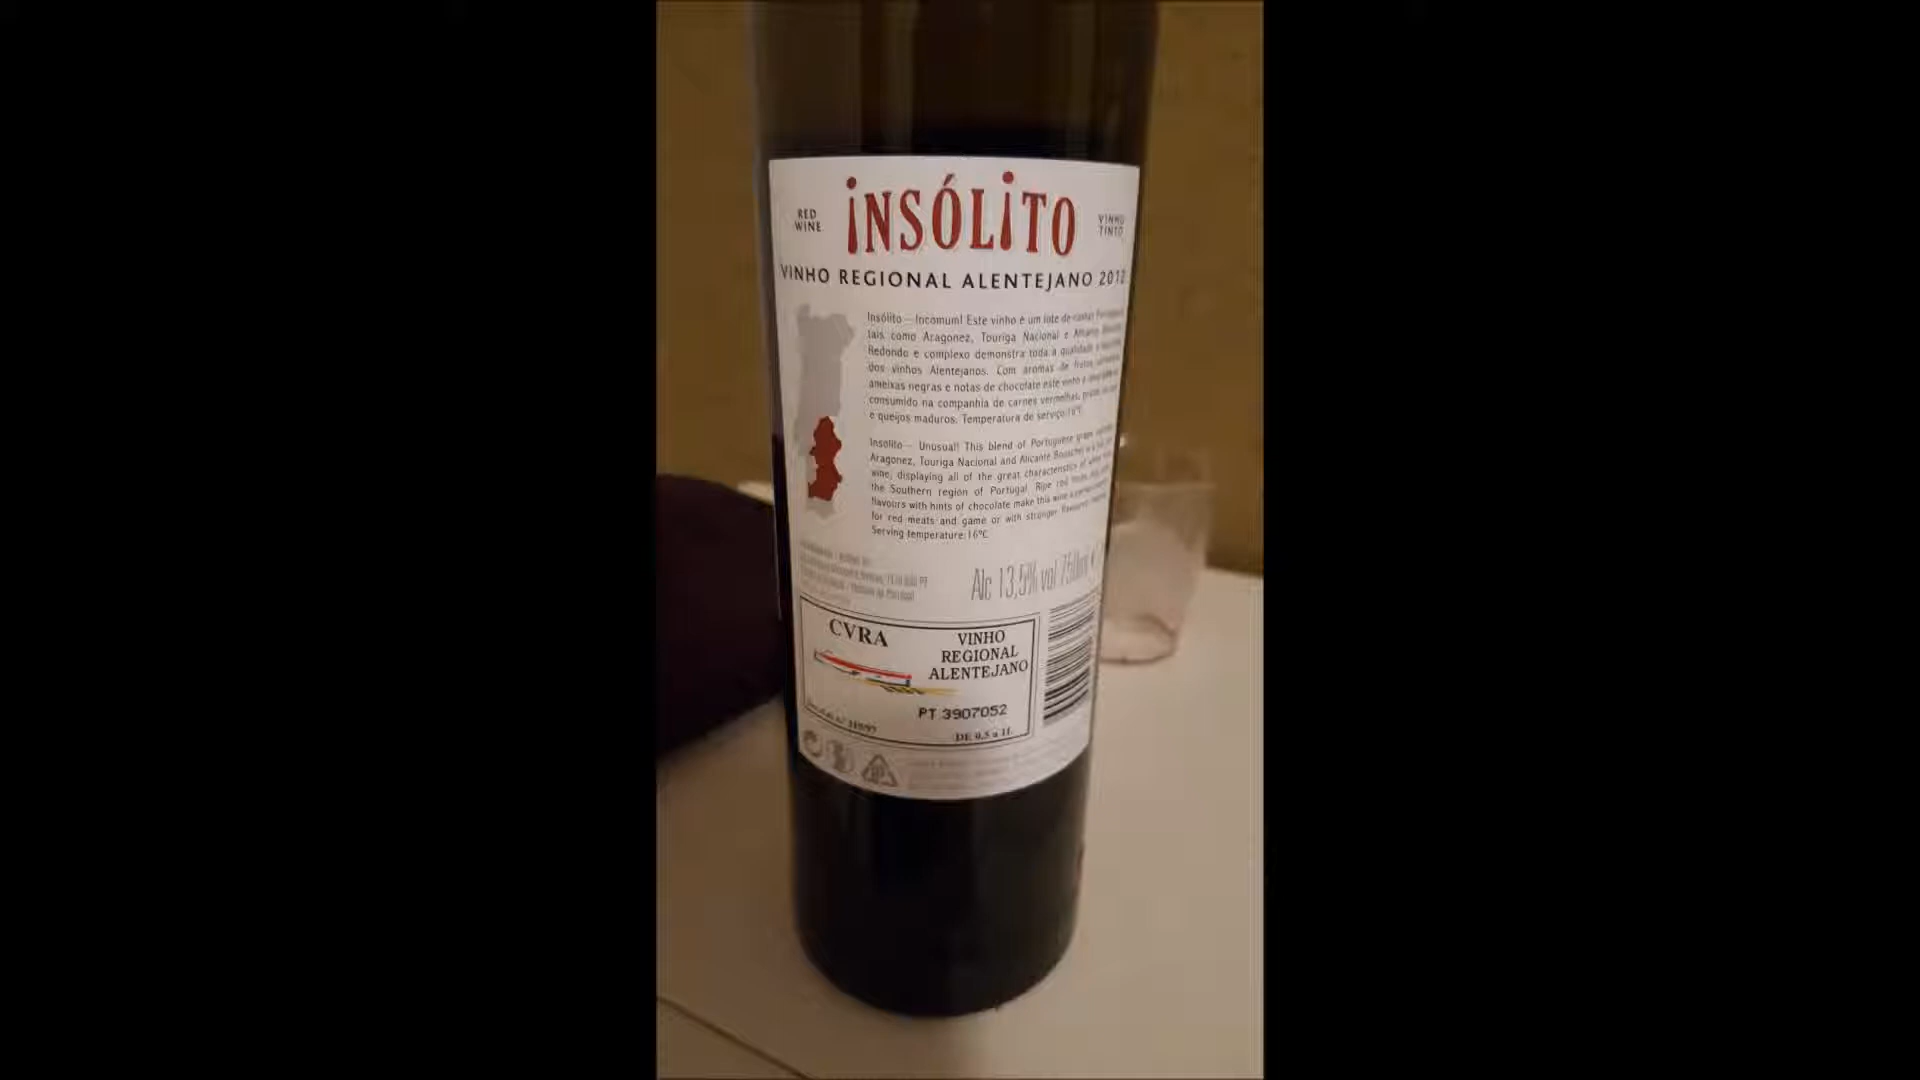 RED
WINE
iNSÓLiTO
VINHO
TINTO
VINHO REGIONAL ALENTEJANO 2012
Insólito – Incomum! Este vinho é um lote de castas
tais como Aragonez, Touriga Nacional e
Redondo e complexo demonstra toda a qualidade
dos vinhos Alentejanos. Com aromas de frutos
ameixas negras e notas de chocolate este vinho
consumido na companhia de carnes vermelhas,
e queijos maduros. Temperatura de serviço:
Insólito – Unusual! This blend of Portuguese grape
Aragonez, Touriga Nacional and Alicante Bouschet
wine, displaying all of the great characteristics of
the Southern region of Portugal. Ripe red
flavours with hints of chocolate make this wine
for red meats and game or with stronger
Serving temperature:16ºC
Alc 13,5% vol 750ml
CVRA
VINHO
REGIONAL
ALENTEJANO
PT 3907052
DE 0,5 a 1L